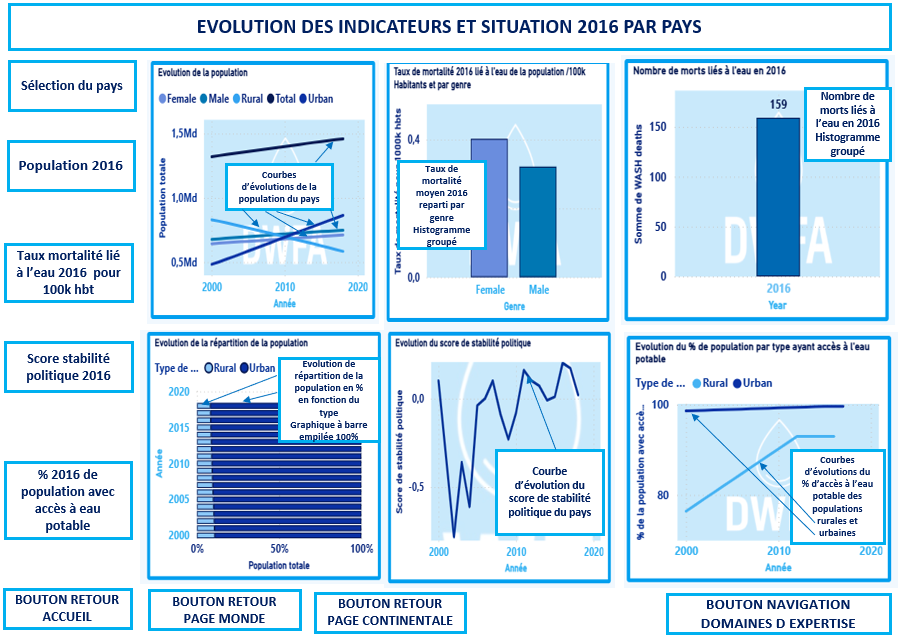 EVOLUTION DES INDICATEURS ET SITUATION 2016 PAR PAYS
Sélection du pays
Population 2016
Taux mortalité lié
à l'eau 2016 pour
100k hbt
Score stabilité
politique 2016
% 2016 de
population avec
accès à eau
potable
Evolution de la population
Female Male Rural Total Urban
Population totale
1,5Md
1,0Md
0,5Md
Courbes
d'évolutions de la
population du pays
DWFA
2000 2010 2020
Année
Taux de mortalité 2016 lié à l'eau de la population /100k
Habitants et par genre
0,4
0,0
Taux de
mortalité
moyen 2016
reparti par
genre
Histogramme
groupé
Female Male
Genre
Nombre de morts liés à l'eau en 2016
Somme de WASH deaths
159
150
100
50
0
Nombre de
morts liés à
l'eau en 2016
Histogramme
groupé
DWFA
2016
Year
Evolution de la répartition de la population
Type de ... Rural Urban
Année
2020
2015
2010
2005
2000
Evolution de
répartition de la
population en %
en fonction du
type
Graphique à barre
empilée 100%
0% 50% 100%
Population totale
Evolution du score de stabilité politique
Score de stabilité politique
0,0
-0,5
Courbe
d'évolution du
score de stabilité
politique du pays
2000 2010 2020
Année
Evolution du % de population par type ayant accès à l'eau
potable
Type de ... Rural Urban
% de la population avec accè...
100
80
Courbes
d'évolutions du
% d'accès à l'eau
potable des
populations
rurales et
urbaines
2000 2010 2020
Année
BOUTON RETOUR
ACCUEIL
BOUTON RETOUR
PAGE MONDE
BOUTON RETOUR
PAGE CONTINENTALE
BOUTON NAVIGATION
DOMAINES D EXPERTISE